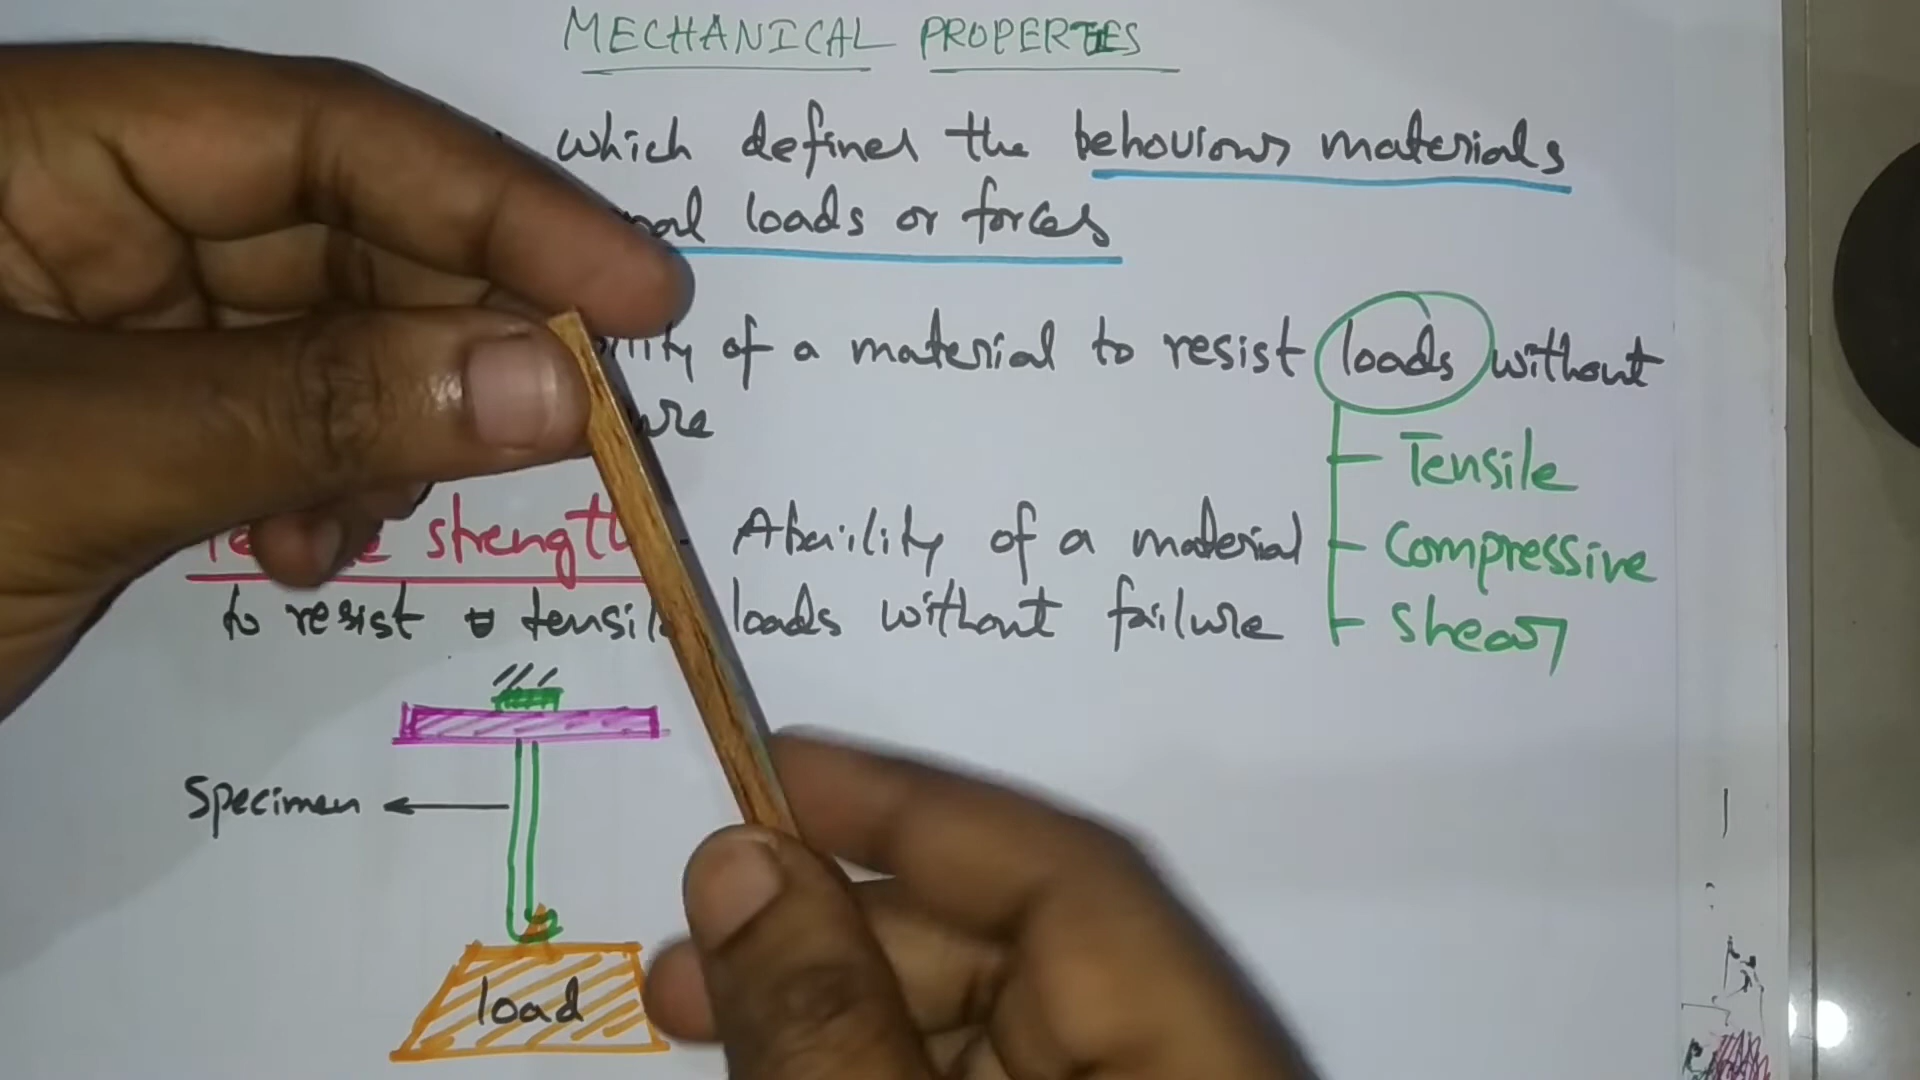 MECHANICAL PROPERTIES
which defines the behaviour materials
loads or forces
of a material to resist loads without
Tensile
strength - Abaility of a material
Compressive
to resist tensile loads without failure
Shear
Specimen
load